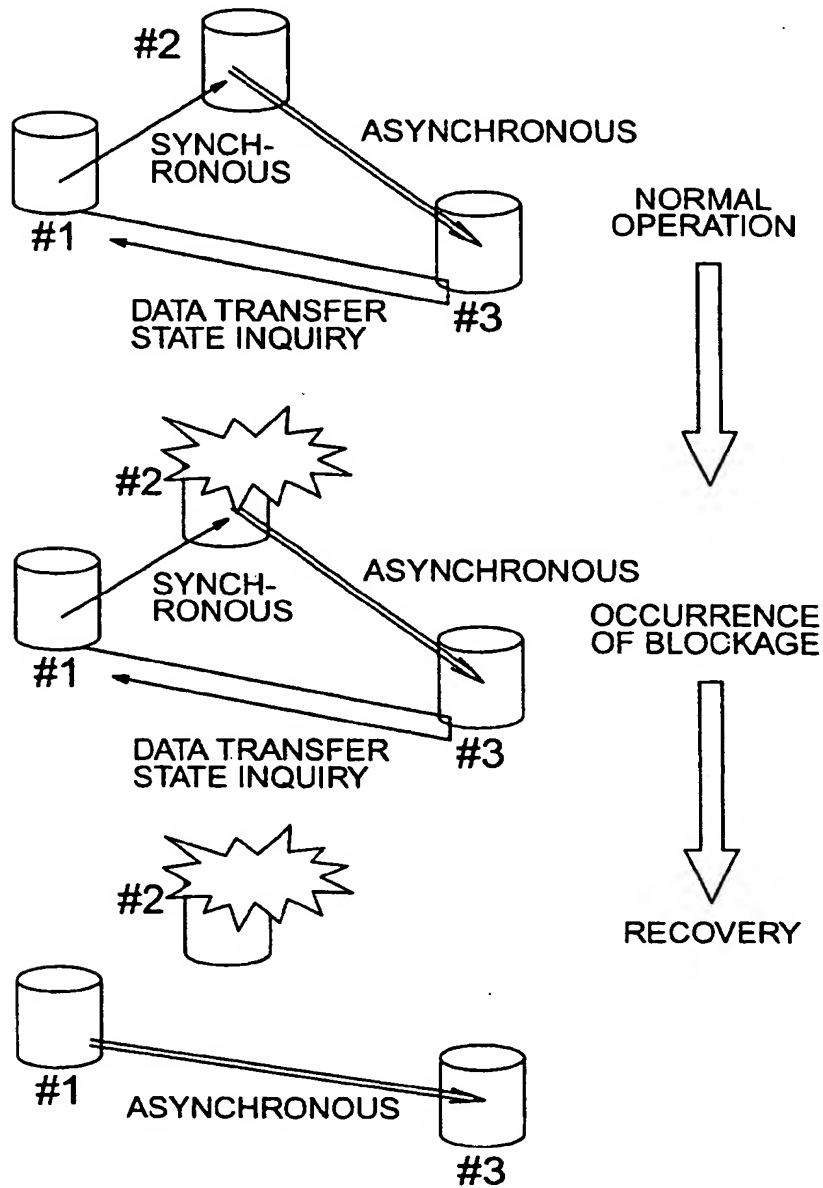 #2
ASYNCHRONOUS
SYNCH-
RONOUS
#1
DATA TRANSFER
STATE INQUIRY
#3
NORMAL
OPERATION
#2
ASYNCHRONOUS
SYNCH-
RONOUS
#1
DATA TRANSFER
STATE INQUIRY
#3
OCCURRENCE
OF BLOCKAGE
#2
RECOVERY
#1
ASYNCHRONOUS
#3